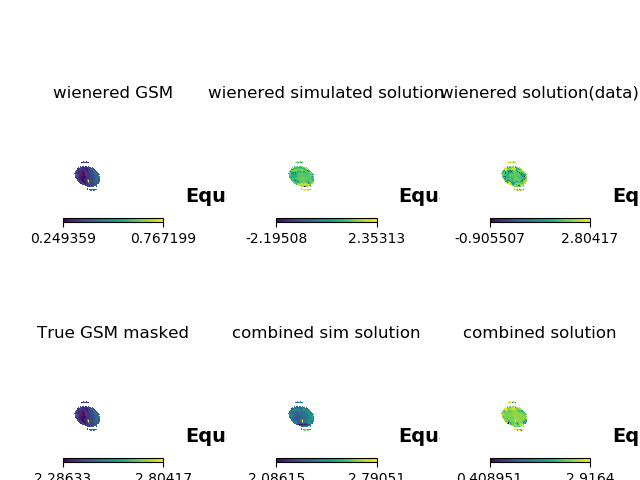 wienered GSM wienered simulated solution wienered solution(data)
Equ Equ Eq
0.249359 0.767199 -2.19508 2.35313 -0.905507 2.80417
True GSM masked combined sim solution combined solution
Equ Equ Eq
2.28633 2.80417 2.08615 2.79051 0.408951 2.9164